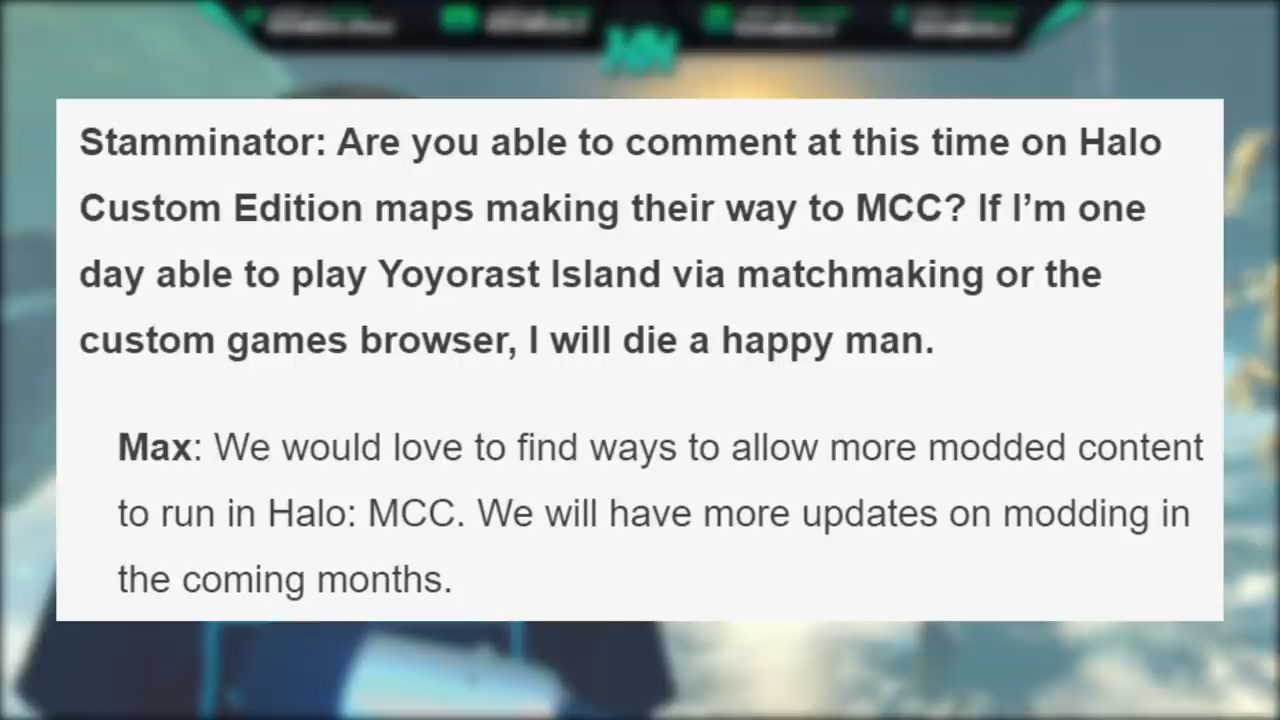 Stamminator: Are you able to comment at this time on Halo
Custom Edition maps making their way to MCC? If I’m one
day able to play Yoyorast Island via matchmaking or the
custom games browser, I will die a happy man.
Max: We would love to find ways to allow more modded content
to run in Halo: MCC. We will have more updates on modding in
the coming months.